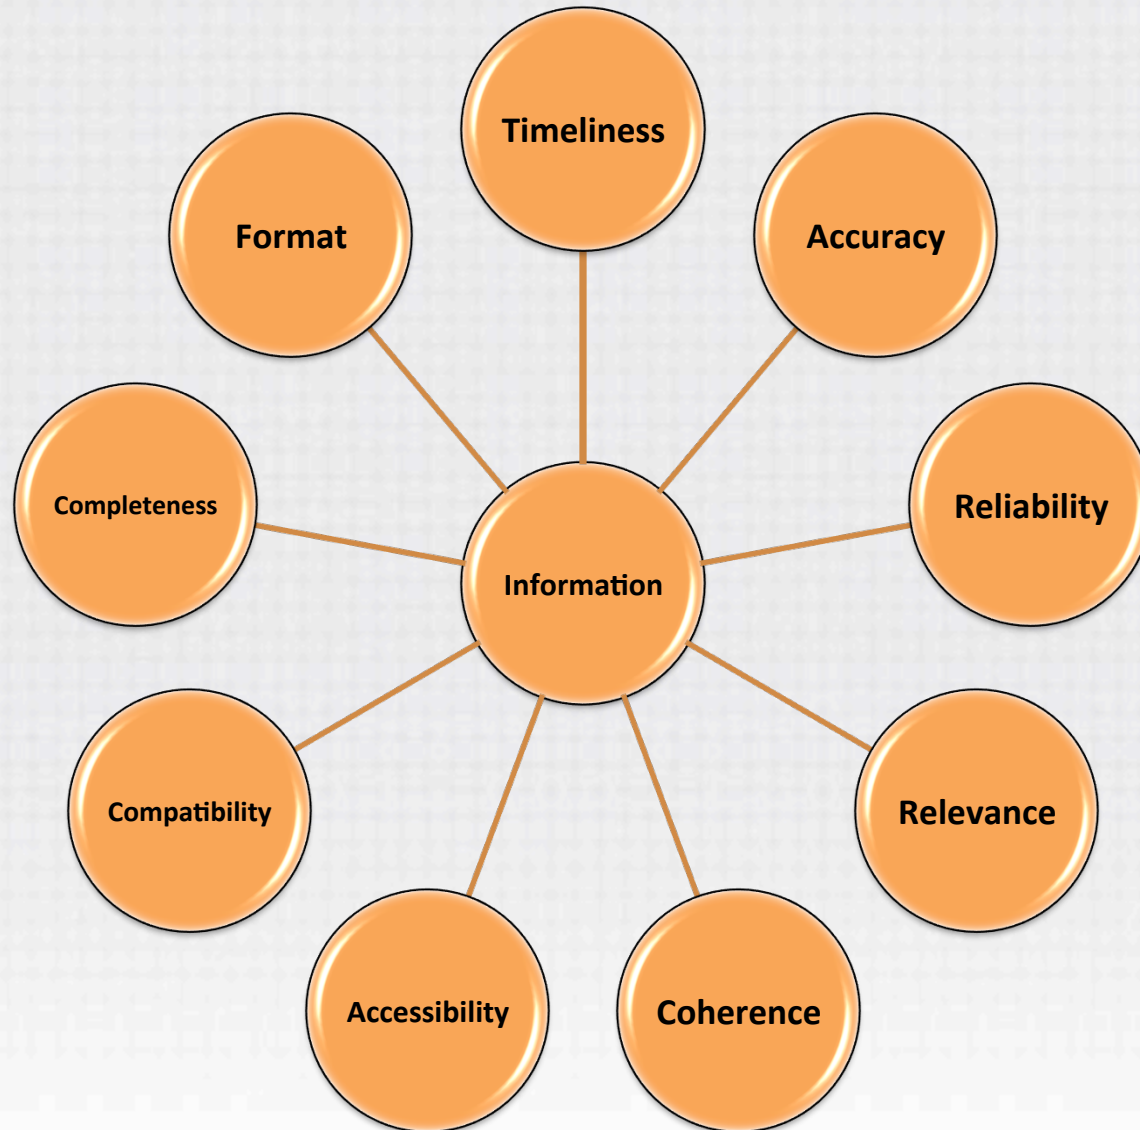 Timeliness
Format
Accuracy
Completeness
Reliability
Information
Compatibility
Relevance
Accessibility
Coherence